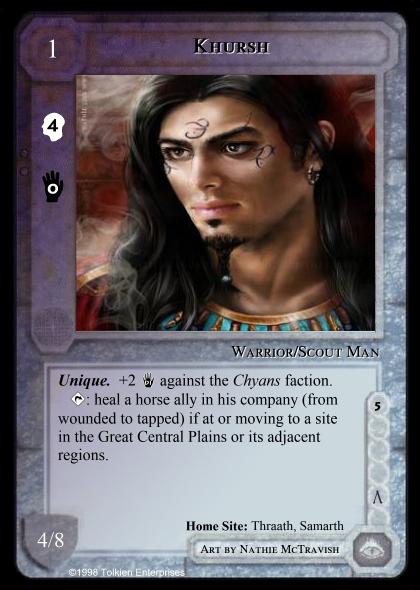 1
KHURSH
4
0
WARRIOR/SCOUT MAN
Unique. +2 against the Chyans faction.
: heal a horse ally in his company (from
wounded to tapped) if at or moving to a site
in the Great Central Plains or its adjacent
regions.
5
Home Site: Thraath, Samarth
4/8
ART BY NATHIE MCTRAVISH
©1998 Tolkien Enterprises